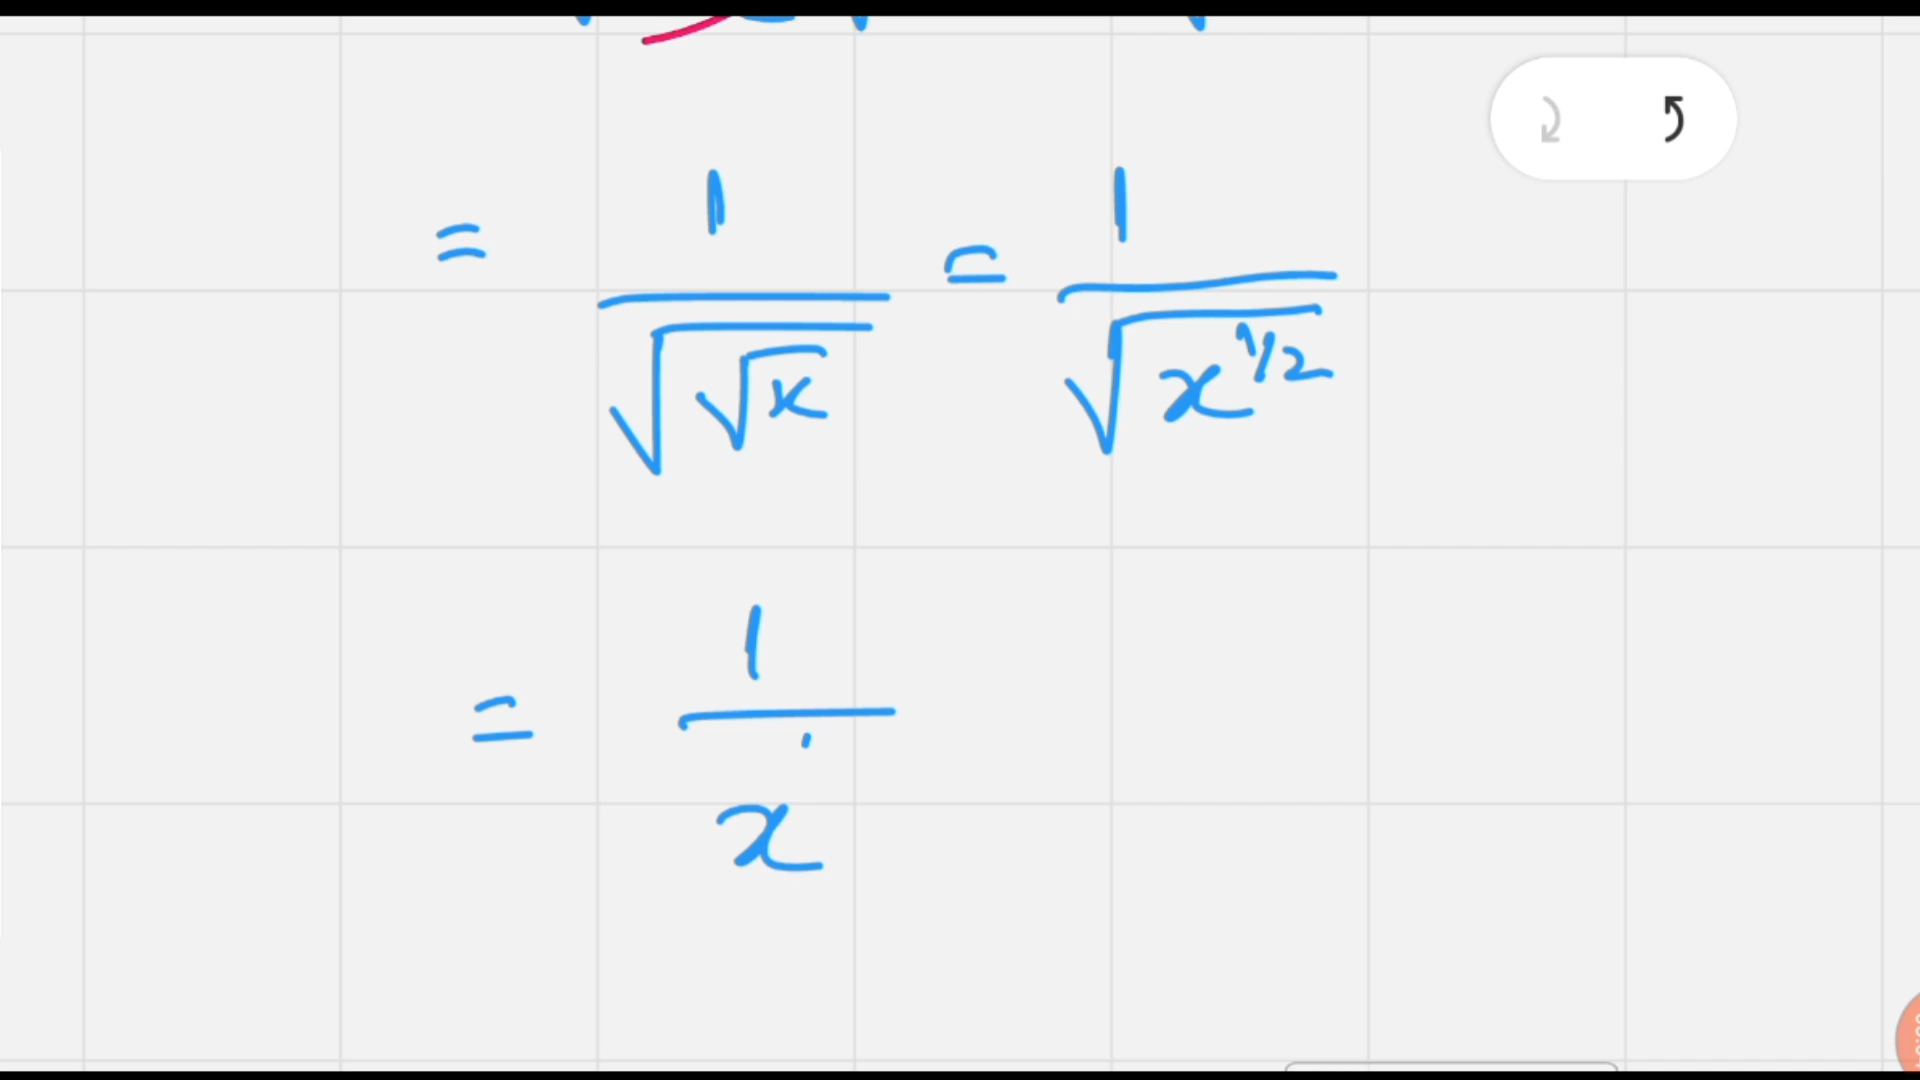 = 1/√(√x) = 1/√(x^1/2)
= 1/x